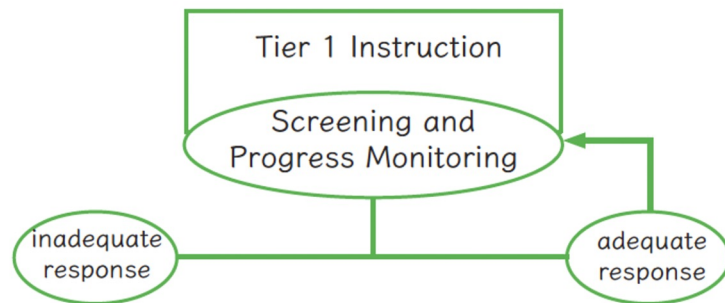 Tier 1 Instruction
Screening and
Progress Monitoring
inadequate
response
adequate
response